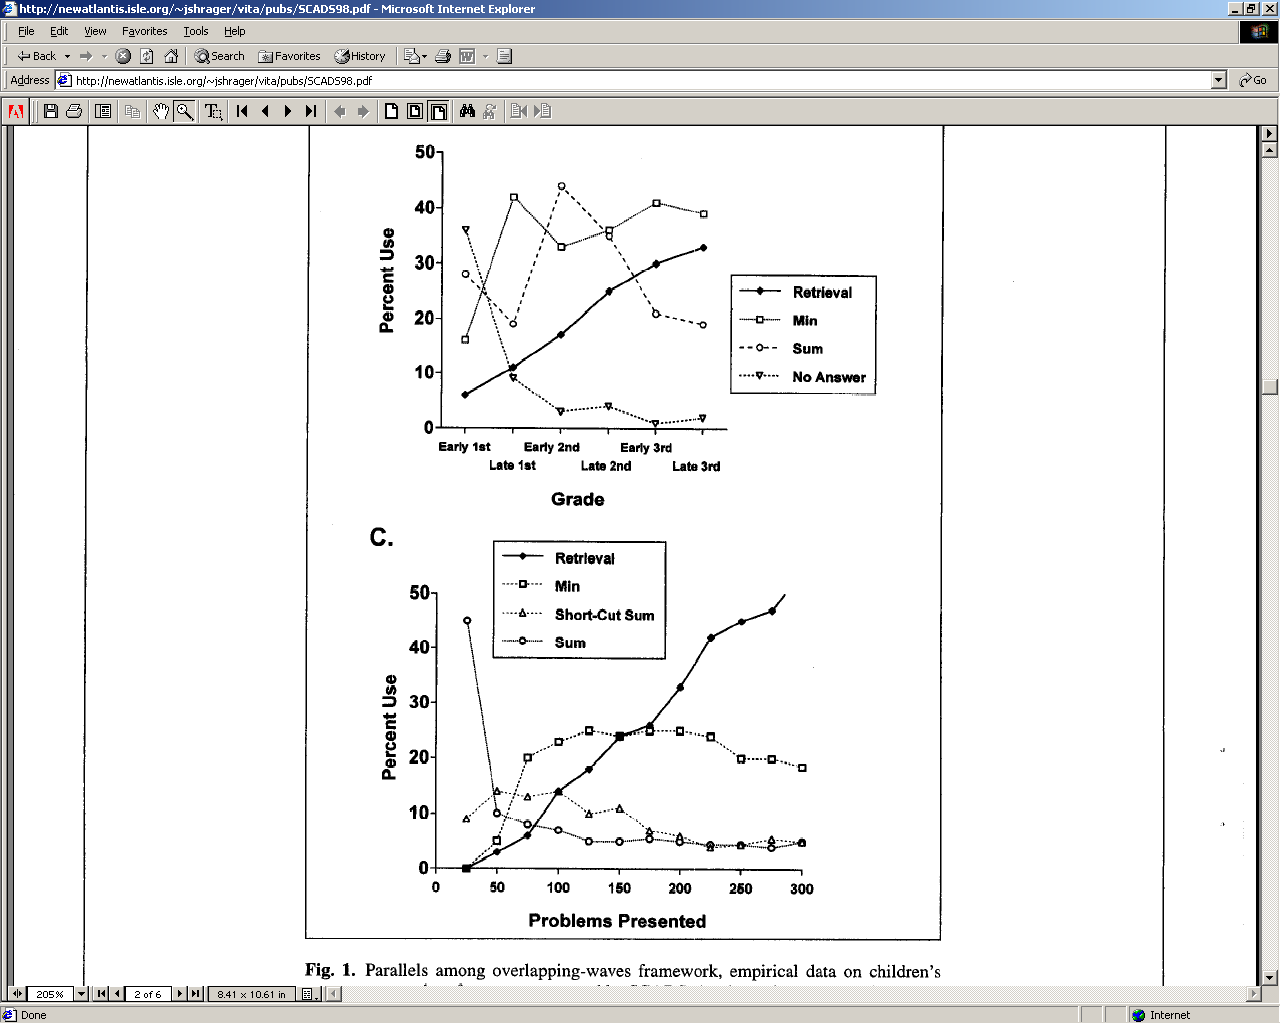 http://newatlantis.isle.org/~jshrager/vita/pubs/SCADS98.pdf - Microsoft Internet Explorer
File Edit View Favorites Tools Help
Back Search Favorites History
Address http://newatlantis.isle.org/~jshrager/vita/pubs/SCADS98.pdf Go
50
40
30
20
10
0
Percent Use
Retrieval
Min
Sum
No Answer
Early 1st Early 2nd Early 3rd
Late 1st Late 2nd Late 3rd
Grade
C.
Retrieval
Min
Short-Cut Sum
Sum
50
40
30
20
10
0
Percent Use
0 50 100 150 200 250 300
Problems Presented
Fig. 1. Parallels among overlapping-waves framework, empirical data on children's
205% 2 of 6 8.41 x 10.61 in
Done Internet